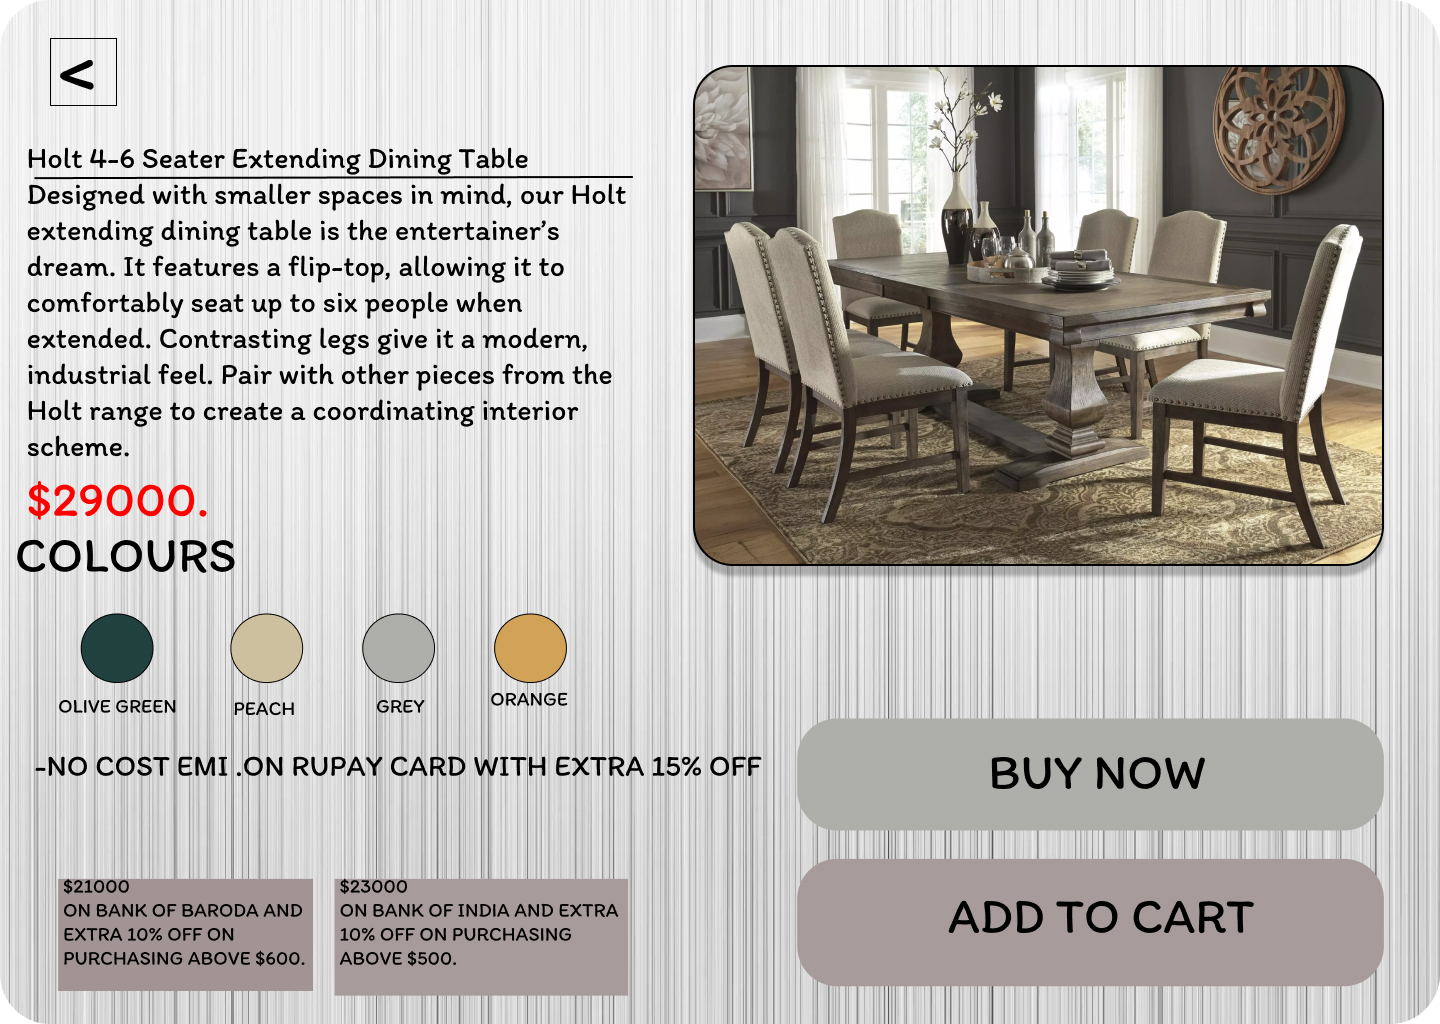 <
Holt 4-6 Seater Extending Dining Table
Designed with smaller spaces in mind, our Holt
extending dining table is the entertainer’s
dream. It features a flip-top, allowing it to
comfortably seat up to six people when
extended. Contrasting legs give it a modern,
industrial feel. Pair with other pieces from the
Holt range to create a coordinating interior
scheme.
$29000.
COLOURS
OLIVE GREEN
PEACH
GREY
ORANGE
-NO COST EMI .ON RUPAY CARD WITH EXTRA 15% OFF
$21000
ON BANK OF BARODA AND
EXTRA 10% OFF ON
PURCHASING ABOVE $600.
$23000
ON BANK OF INDIA AND EXTRA
10% OFF ON PURCHASING
ABOVE $500.
BUY NOW
ADD TO CART